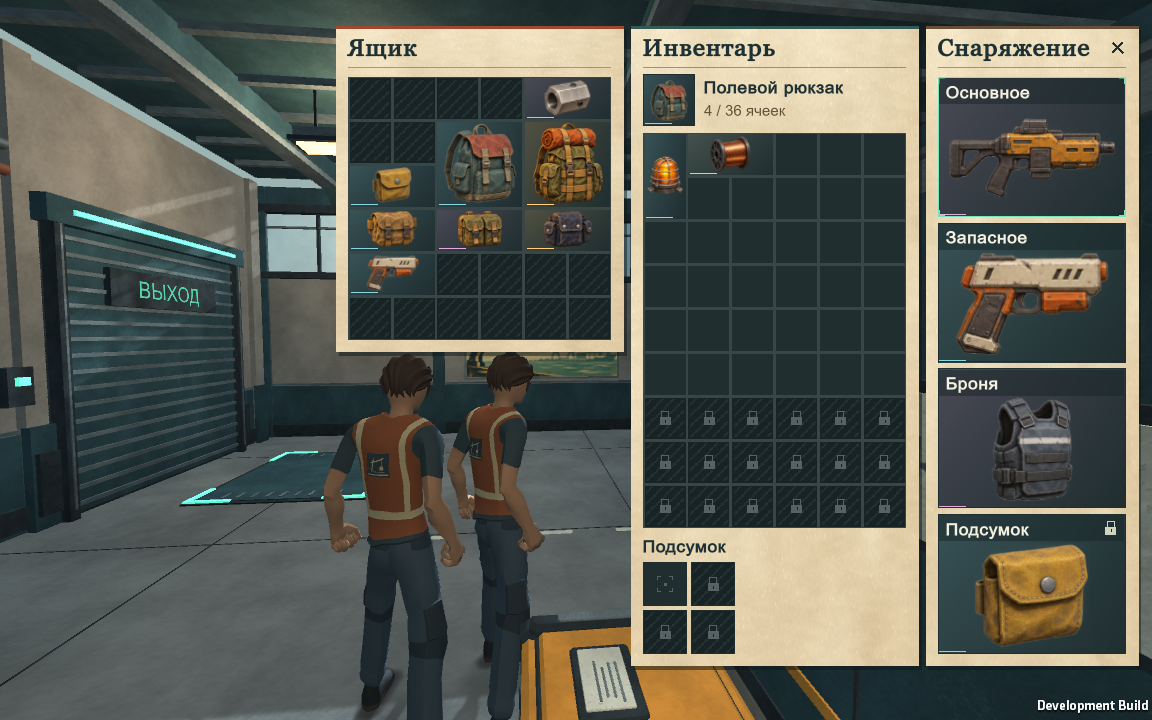 Ящик
Инвентарь
Полевой рюкзак
4 / 36 ячеек
Подсумок
Снаряжение
Основное
Запасное
Броня
Подсумок
ВЫХОД
Development Build